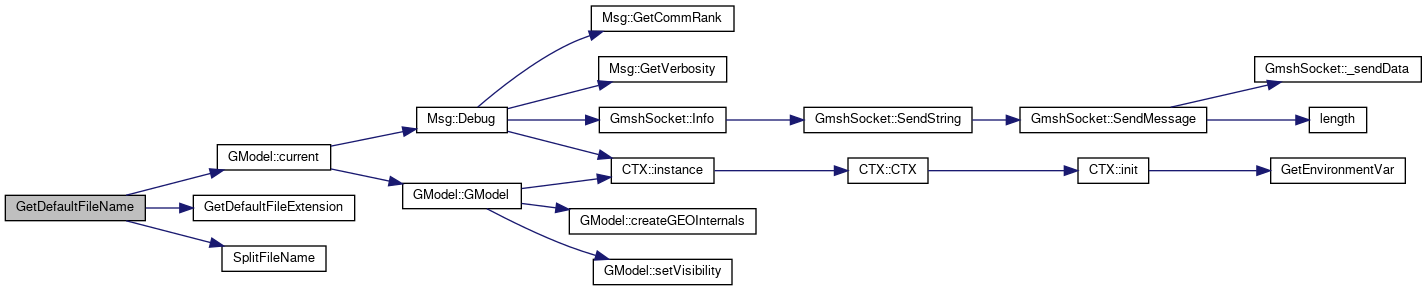 GetDefaultFileName
GModel::current
GetDefaultFileExtension
SplitFileName
Msg::Debug
GModel::GModel
Msg::GetCommRank
Msg::GetVerbosity
GmshSocket::Info
CTX::instance
GModel::createGEOInternals
GModel::setVisibility
GmshSocket::SendString
CTX::CTX
GmshSocket::SendMessage
CTX::init
GmshSocket::_sendData
length
GetEnvironmentVar